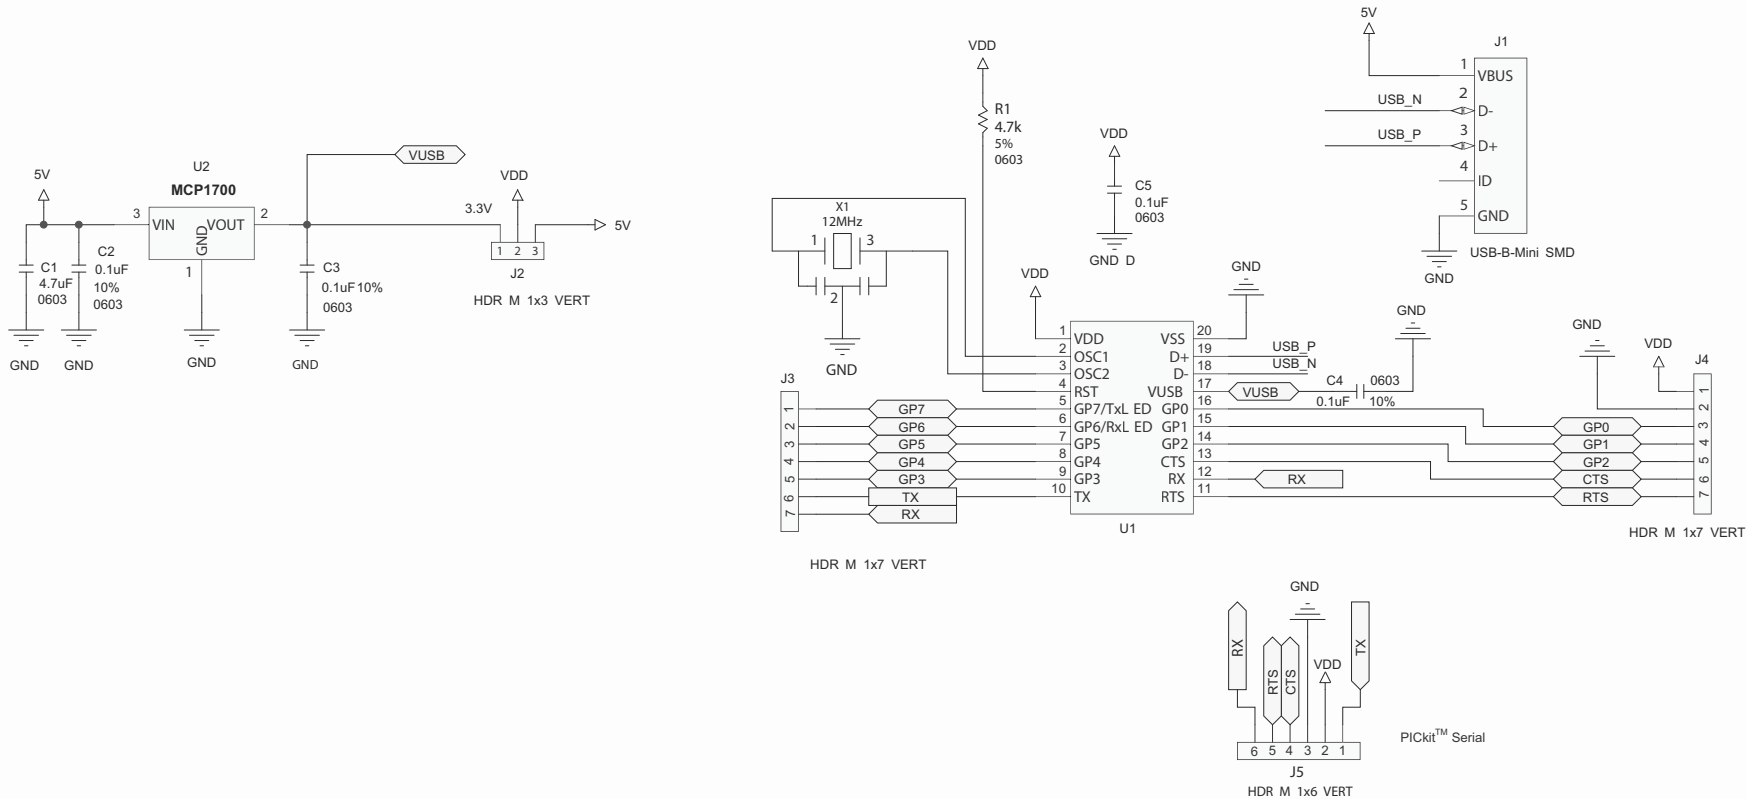 5V
U2
MCP1700
3
VIN
GND
VOUT
2
1
C1
4.7uF
0603
C2
0.1uF
10%
0603
GND
GND
GND
C3
0.1uF 10%
0603
GND
VUSB
3.3V
VDD
5V
1 2 3
J2
HDR M 1x3 VERT
VDD
R1
4.7k
5%
0603
VDD
C5
0.1uF
0603
GND D
X1
12MHz
1
3
2
GND
5V
J1
1
VBUS
USB_N
2
D-
USB_P
3
D+
4
ID
5
GND
GND
USB-B-Mini SMD
VDD
GND
1 VDD VSS 20
2 OSC1 D+ 19 USB_P
3 OSC2 D- 18 USB_N
4 RST VUSB 17 VUSB
5 GP7/TxL ED GP0 16
6 GP6/RxL ED GP1 15
7 GP5 GP2 14
8 GP4 CTS 13
9 GP3 RX 12 RX
10 TX RTS 11
U1
C4
0.1uF
0603
10%
GND
J3
1 GP7
2 GP6
3 GP5
4 GP4
5 GP3
6 TX
7 RX
HDR M 1x7 VERT
GND
VDD
J4
1
2
GP0 3
GP1 4
GP2 5
CTS 6
RTS 7
HDR M 1x7 VERT
GND
RX
RTS
CTS
VDD
TX
6 5 4 3 2 1
J5
HDR M 1x6 VERT
PICkit™ Serial